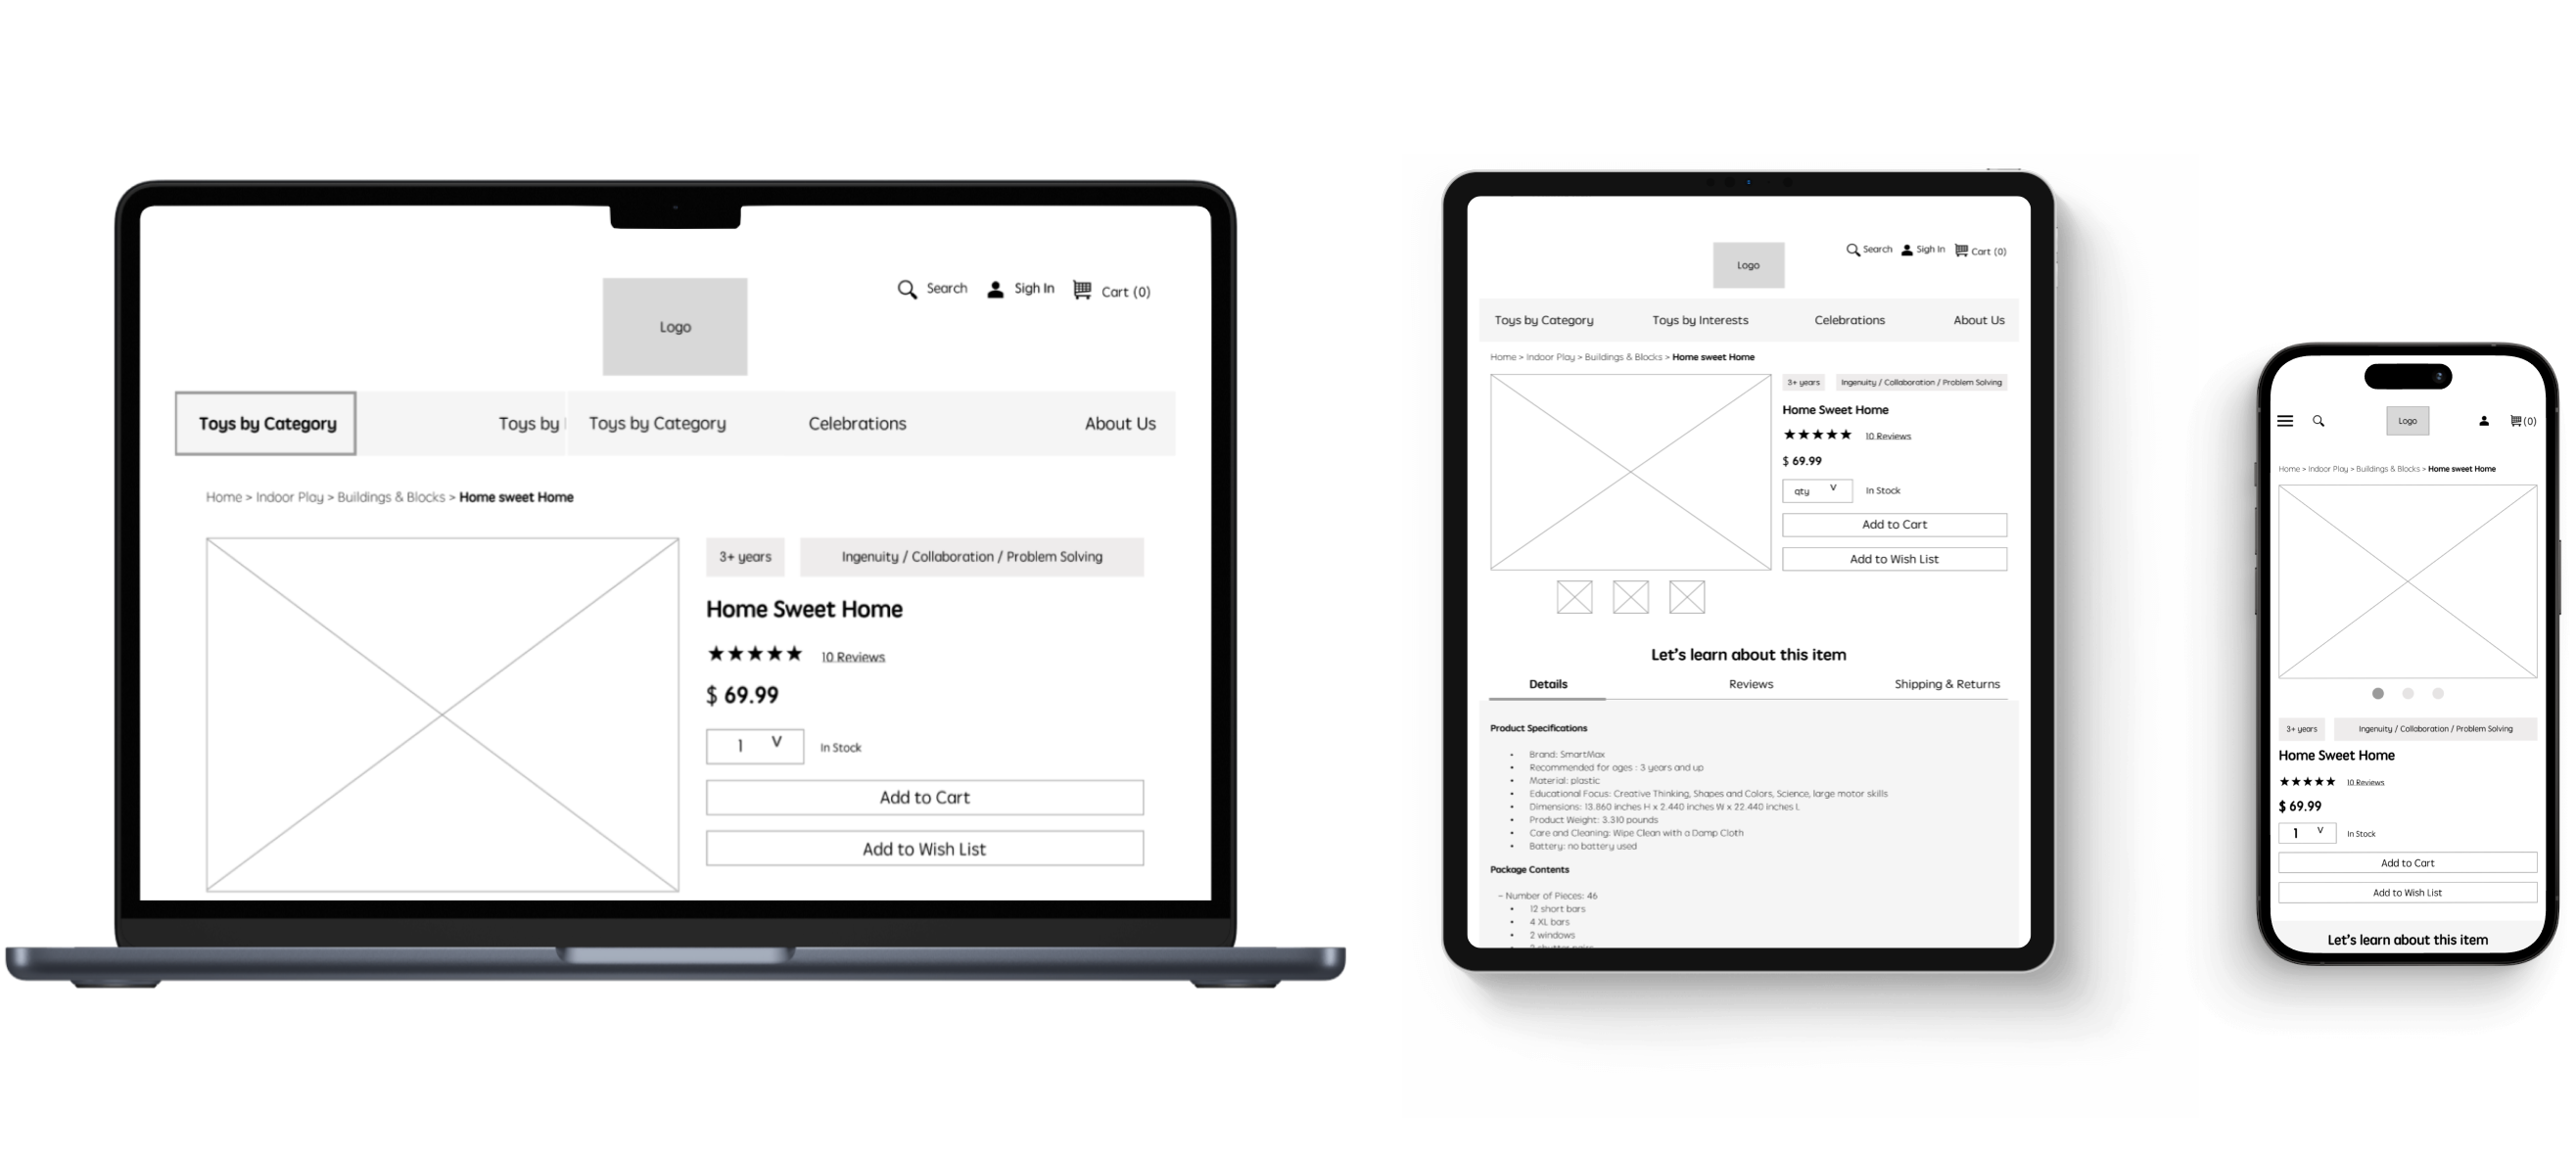 Search Sigh In Cart (0)
Logo
Toys by Category Toys by Toys by Category Celebrations About Us
Home > Indoor Play > Buildings & Blocks > Home sweet Home
3+ years Ingenuity / Collaboration / Problem Solving
Home Sweet Home
★★★★★ 10 Reviews
$ 69.99
1 V In Stock
Add to Cart
Add to Wish List
Search Sigh In Cart (0)
Logo
Toys by Category Toys by Interests Celebrations About Us
Home > Indoor Play > Buildings & Blocks > Home sweet Home
3+ years Ingenuity / Collaboration / Problem Solving
Home Sweet Home
★★★★★ 10 Reviews
$ 69.99
qty V In Stock
Add to Cart
Add to Wish List
Let's learn about this item
Details Reviews Shipping & Returns
Product Specifications
• Brand: SmartMax
• Recommended for ages : 3 years and up
• Material: plastic
• Educational Focus: Creative Thinking, Shapes and Colors, Science, large motor skills
• Dimensions: 13.860 inches H x 2.440 inches W x 22.440 inches L
• Product Weight: 3.310 pounds
• Care and Cleaning: Wipe Clean with a Damp Cloth
• Battery: no battery used
Package Contents
– Number of Pieces: 46
• 12 short bars
• 4 XL bars
• 2 windows
Logo (0)
Home > Indoor Play > Buildings & Blocks > Home sweet Home
3+ years Ingenuity / Collaboration / Problem Solving
Home Sweet Home
★★★★★ 10 Reviews
$ 69.99
1 V In Stock
Add to Cart
Add to Wish List
Let's learn about this item